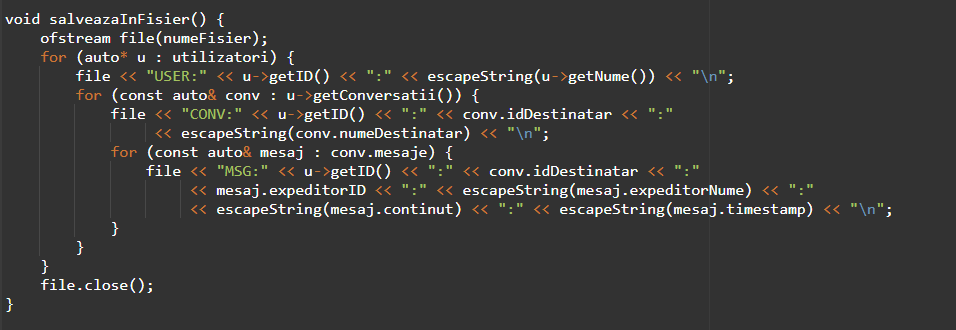 void salveazaInFisier() {
    ofstream file(numeFisier);
    for (auto* u : utilizatori) {
        file << "USER:" << u->getID() << ":" << escapeString(u->getNume()) << "\n";
        for (const auto& conv : u->getConversatii()) {
            file << "CONV:" << u->getID() << ":" << conv.idDestinatar << ":"
                 << escapeString(conv.numeDestinatar) << "\n";
            for (const auto& mesaj : conv.mesaje) {
                file << "MSG:" << u->getID() << ":" << conv.idDestinatar << ":"
                     << mesaj.expeditorID << ":" << escapeString(mesaj.expeditorNume) << ":"
                     << escapeString(mesaj.continut) << ":" << escapeString(mesaj.timestamp) << "\n";
            }
        }
    }
    file.close();
}